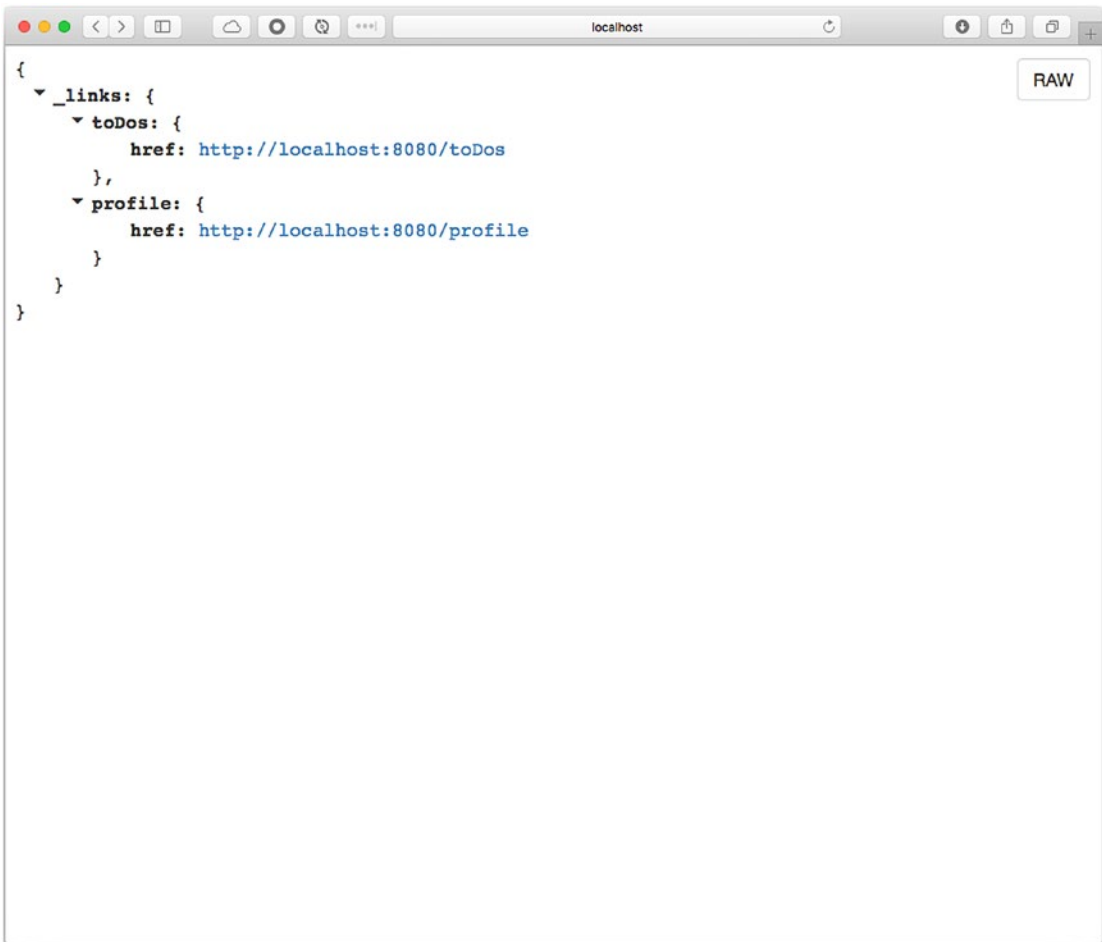 localhost
RAW
{
_links: {
toDos: {
href: http://localhost:8080/toDos
},
profile: {
href: http://localhost:8080/profile
}
}
}